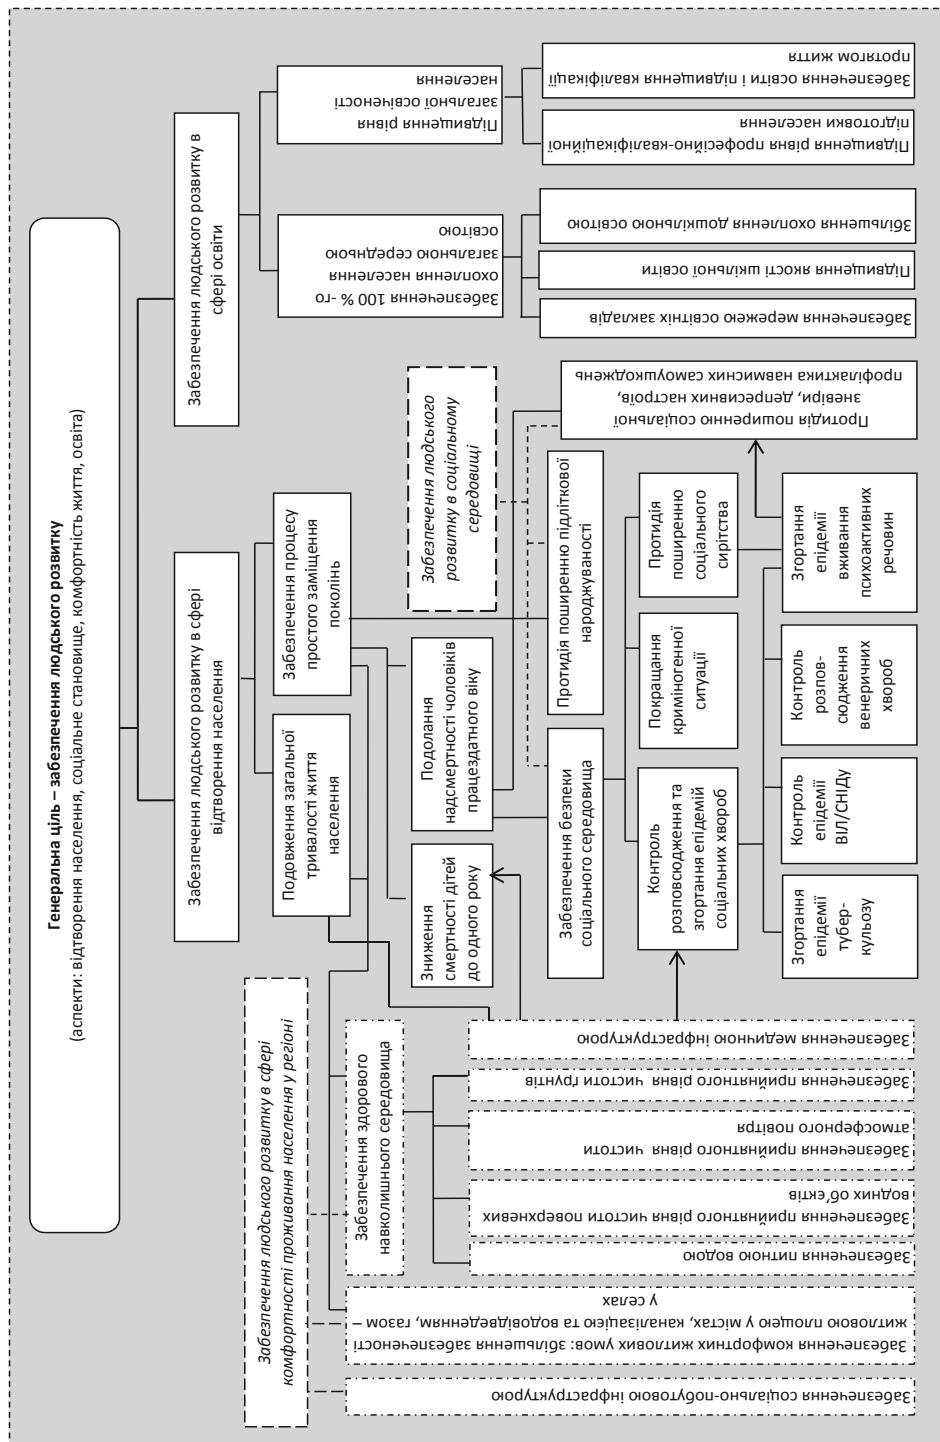 Генеральна ціль – забезпечення людського розвитку
(аспекти: відтворення населення, соціальне становище, комфортність життя, освіта)
Забезпечення людського розвитку в сфері
комфортності проживання населення у регіоні
Забезпечення людського розвитку в сфері
відтворення населення
Забезпечення людського розвитку в
сфері освіти
Подовження загальної
тривалості життя
населення
Забезпечення процесу
простого заміщення
поколінь
Забезпечення 100 % -го
охоплення населення
загальною середньою
освітою
Підвищення рівня
загальної освіченості
населення
Забезпечення здорового
навколишнього середовища
Зниження
смертності дітей
до одного року
Подолання
надсмертності чоловіків
працездатного віку
Забезпечення людського
розвитку в соціальному
середовищі
Забезпечення соціально-побутовою інфраструктурою
Забезпечення комфортних житлових умов: збільшення забезпеченості
житловою площею у містах, каналізацією та водовідведенням, газом –
у селах
Забезпечення питною водою
Забезпечення прийнятного рівня чистоти поверхневих
водних об’єктів
Забезпечення прийнятного рівня чистоти
атмосферного повітря
Забезпечення прийнятного рівня чистоти ґрунтів
Забезпечення медичною інфраструктурою
Забезпечення безпеки
соціального середовища
Протидія поширенню підліткової
народжуваності
Протидія поширенню соціальної
зневіри, депресивних настроїв,
профілактика навмисних самоушкоджень
Контроль
розповсюдження та
згортання епідемій
соціальних хвороб
Покращання
криміногенної
ситуації
Протидія
поширенню
соціального
сирітства
Згортання
епідемії
тубер-
кульозу
Контроль
епідемії
ВІЛ/СНІДу
Контроль
розпов-
сюдження
венеричних
хвороб
Згортання
епідемії
вживання
психоактивних
речовин
Забезпечення мережею освітніх закладів
Підвищення якості шкільної освіти
Збільшення охоплення дошкільною освітою
Підвищення рівня професійно-кваліфікаційної
підготовки населення
Забезпечення освіти і підвищення кваліфікації
протягом життя